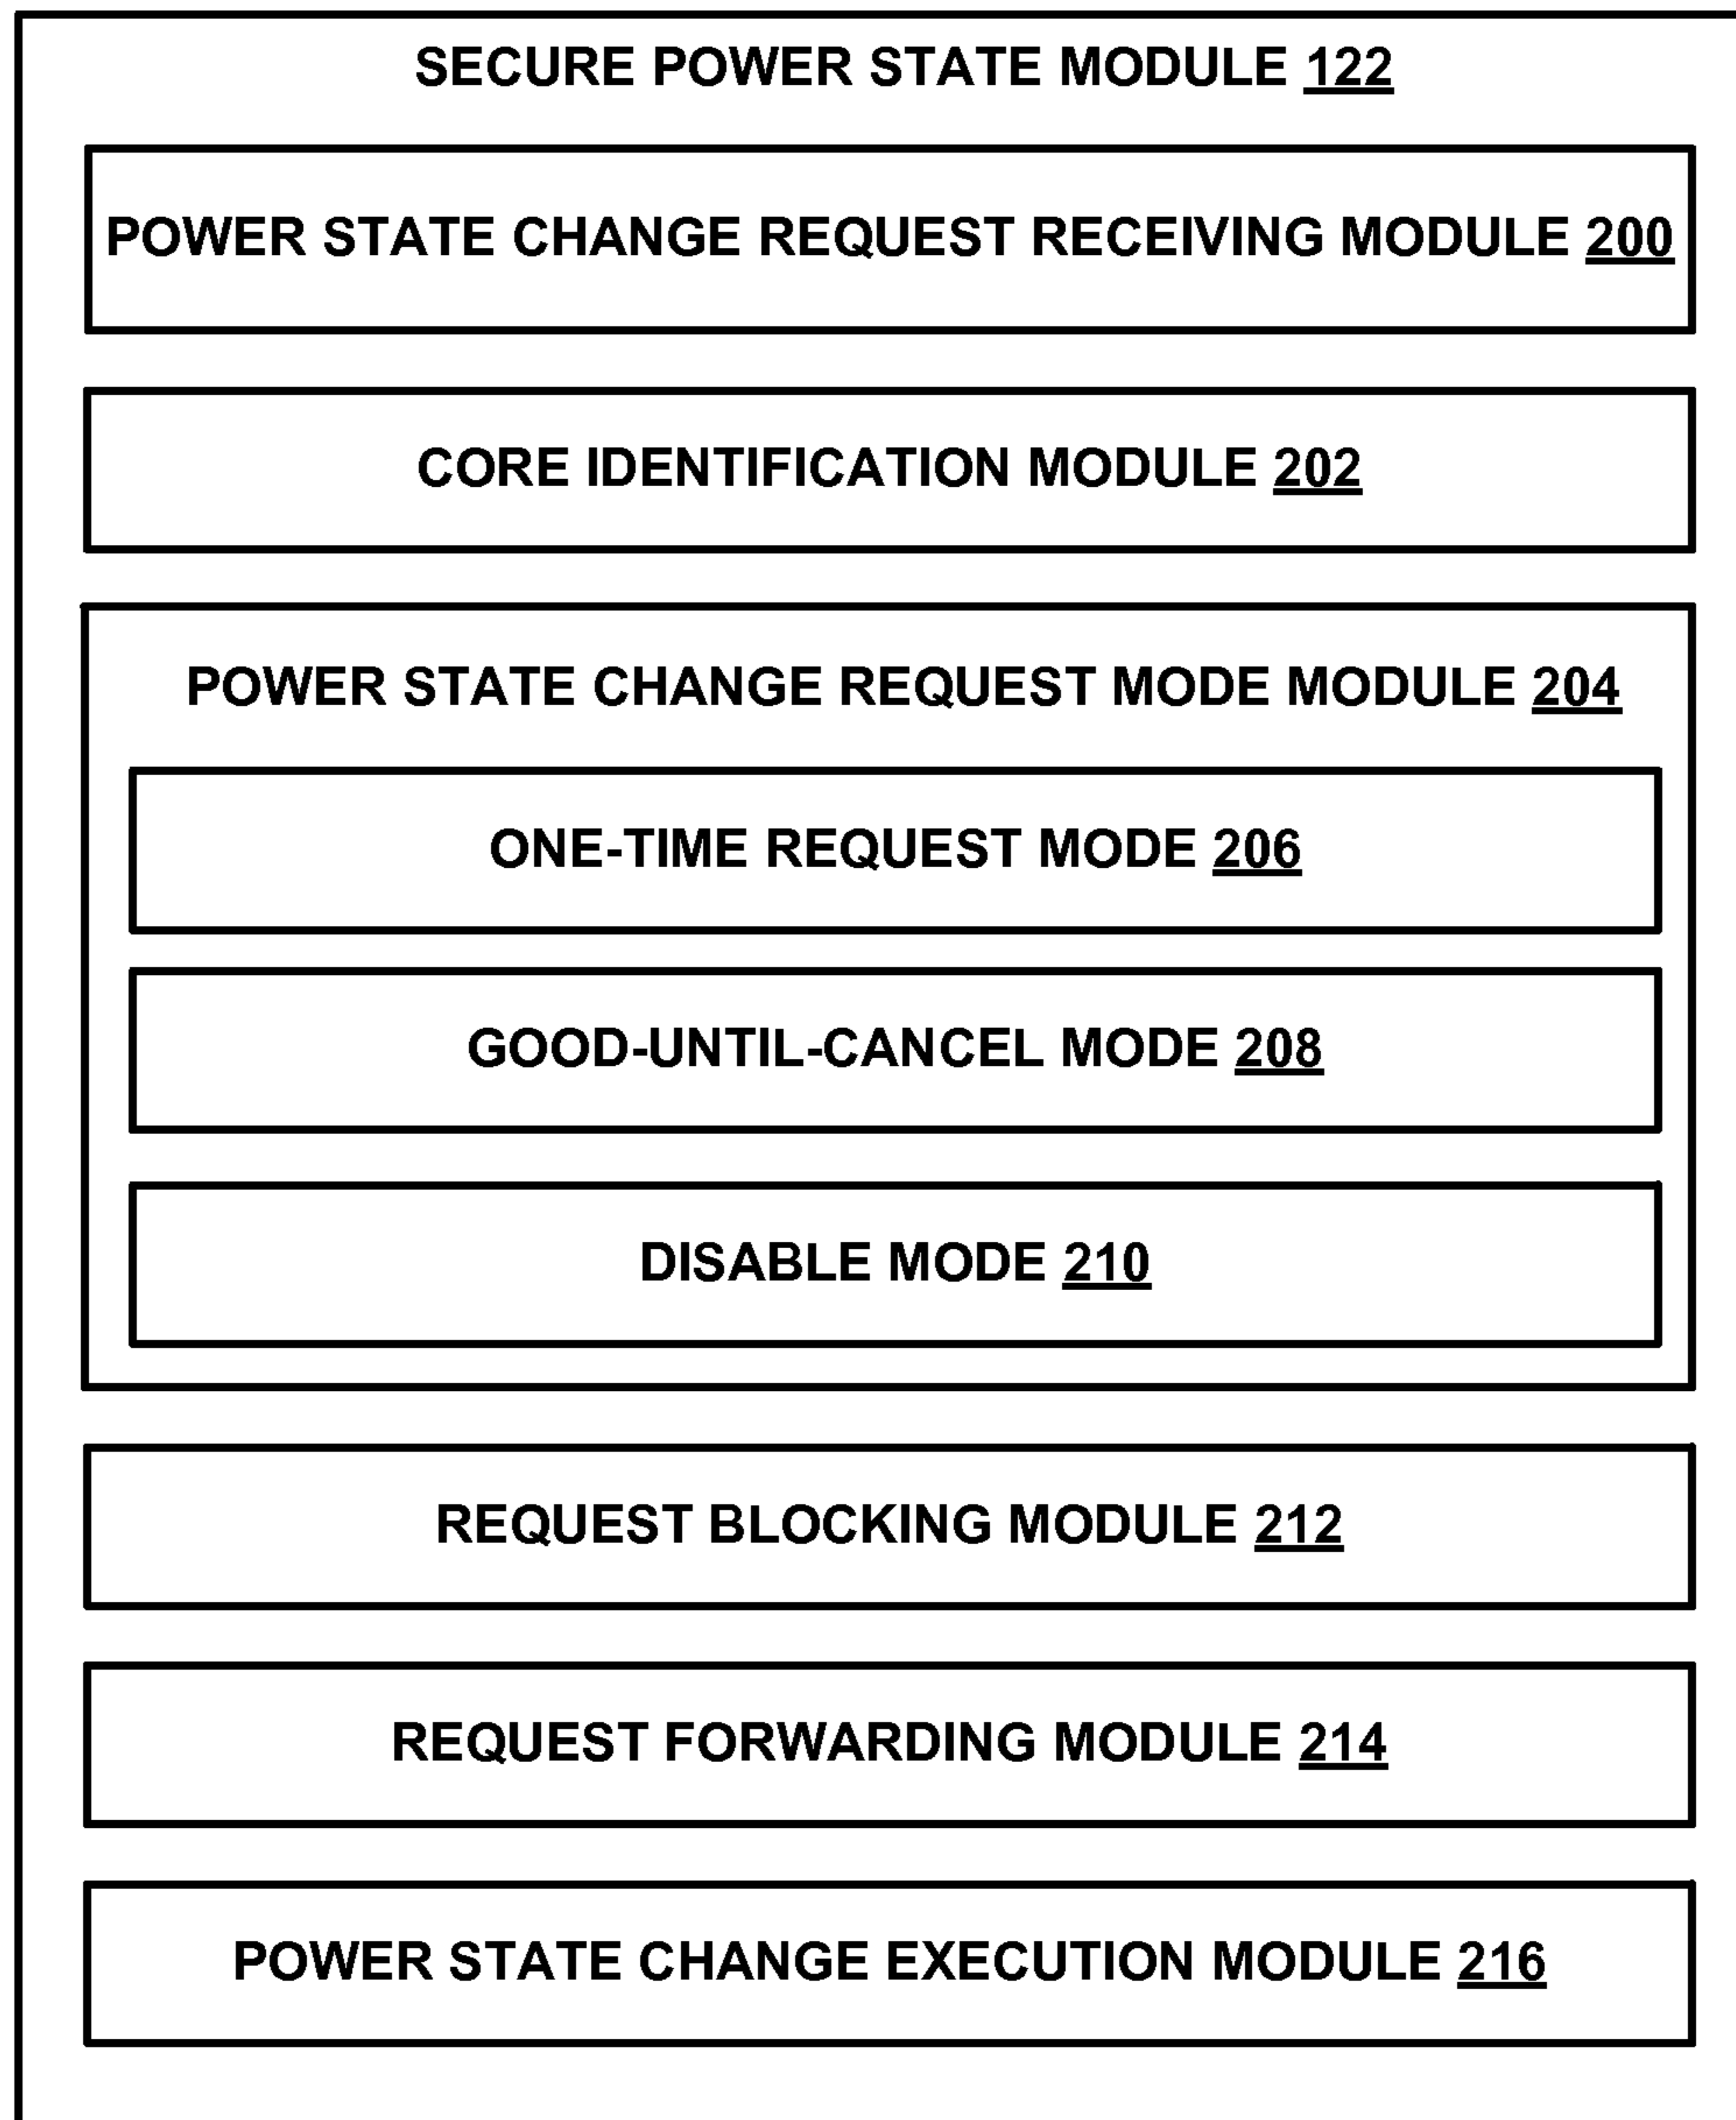 SECURE POWER STATE MODULE 122
POWER STATE CHANGE REQUEST RECEIVING MODULE 200
CORE IDENTIFICATION MODULE 202
POWER STATE CHANGE REQUEST MODE MODULE 204
ONE-TIME REQUEST MODE 206
GOOD-UNTIL-CANCEL MODE 208
DISABLE MODE 210
REQUEST BLOCKING MODULE 212
REQUEST FORWARDING MODULE 214
POWER STATE CHANGE EXECUTION MODULE 216